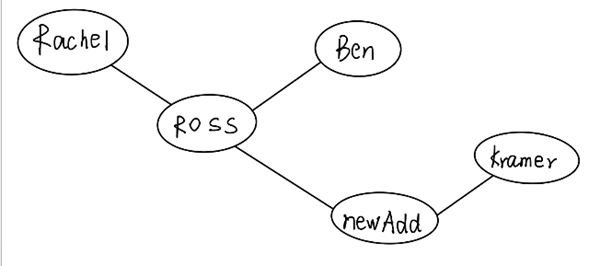 Rachel
Ben
ROSS
Kramer
newAdd